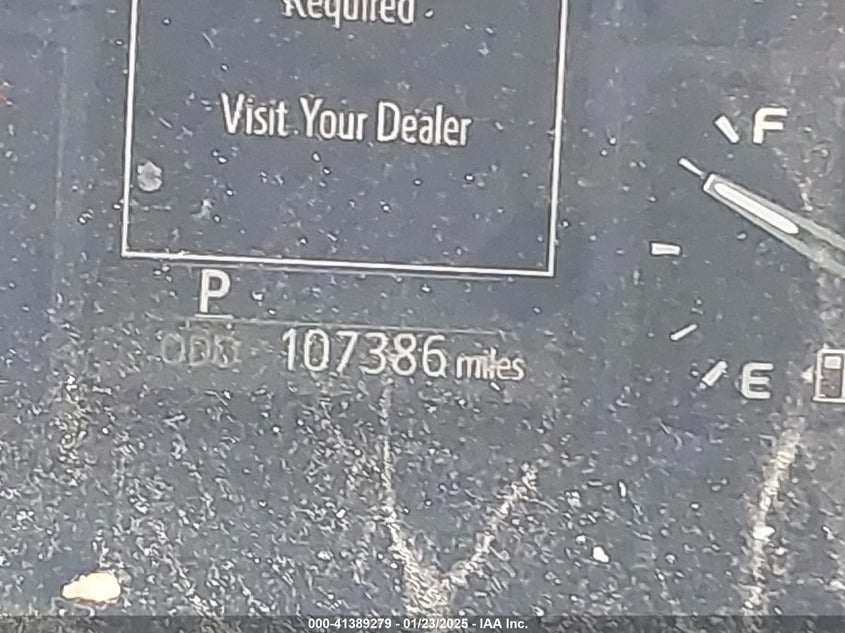 Required
Visit Your Dealer
F
P
ODO 107386 miles
E
000-41389279 - 01/23/2025 - IAA Inc.